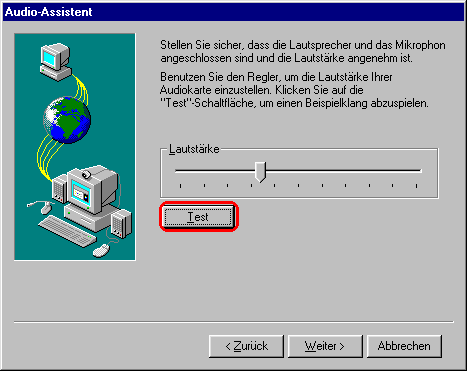 Audio-Assistent
Stellen Sie sicher, dass die Lautsprecher und das Mikrophon
angeschlossen sind und die Lautstärke angenehm ist.
Benutzen Sie den Regler, um die Lautstärke Ihrer
Audiokarte einzustellen. Klicken Sie auf die
"Test"-Schaltfläche, um einen Beispielklang abzuspielen.
Lautstärke
Test
< Zurück
Weiter >
Abbrechen